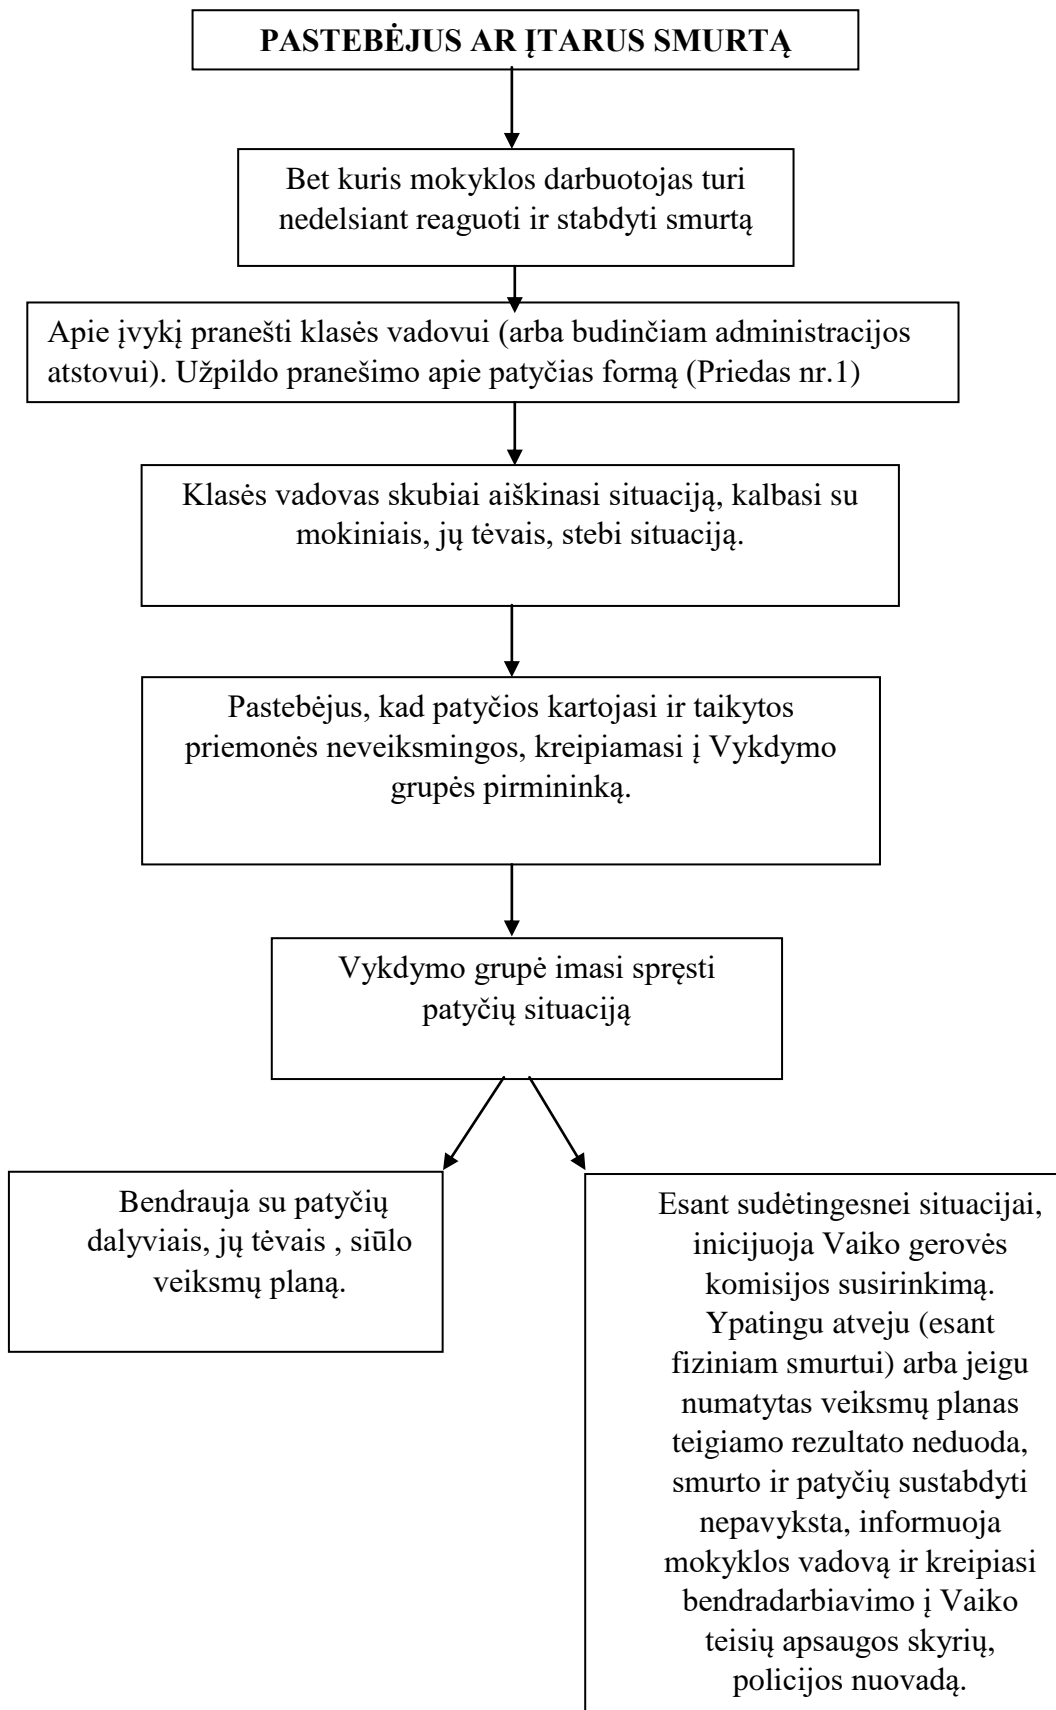 PASTEBĖJUS AR ĮTARUS SMURTĄ
Bet kuris mokyklos darbuotojas turi
nedelsiant reaguoti ir stabdyti smurtą
Apie įvykį pranešti klasės vadovui (arba budinčiam administracijos
atstovui). Užpildo pranešimo apie patyčias formą (Priedas nr.1)
Klasės vadovas skubiai aiškinasi situaciją, kalbasi su
mokiniais, jų tėvais, stebi situaciją.
Pastebėjus, kad patyčios kartojasi ir taikytos
priemonės neveiksmingos, kreipiamasi į Vykdymo
grupės pirmininką.
Vykdymo grupė imasi spręsti
patyčių situaciją
Bendrauja su patyčių
dalyviais, jų tėvais , siūlo
veiksmų planą.
Esant sudėtingesnei situacijai,
inicijuoja Vaiko gerovės
komisijos susirinkimą.
Ypatingu atveju (esant
fiziniam smurtui) arba jeigu
numatytas veiksmų planas
teigiamo rezultato neduoda,
smurto ir patyčių sustabdyti
nepavyksta, informuoja
mokyklos vadovą ir kreipiasi
bendradarbiavimo į Vaiko
teisių apsaugos skyrių,
policijos nuovadą.